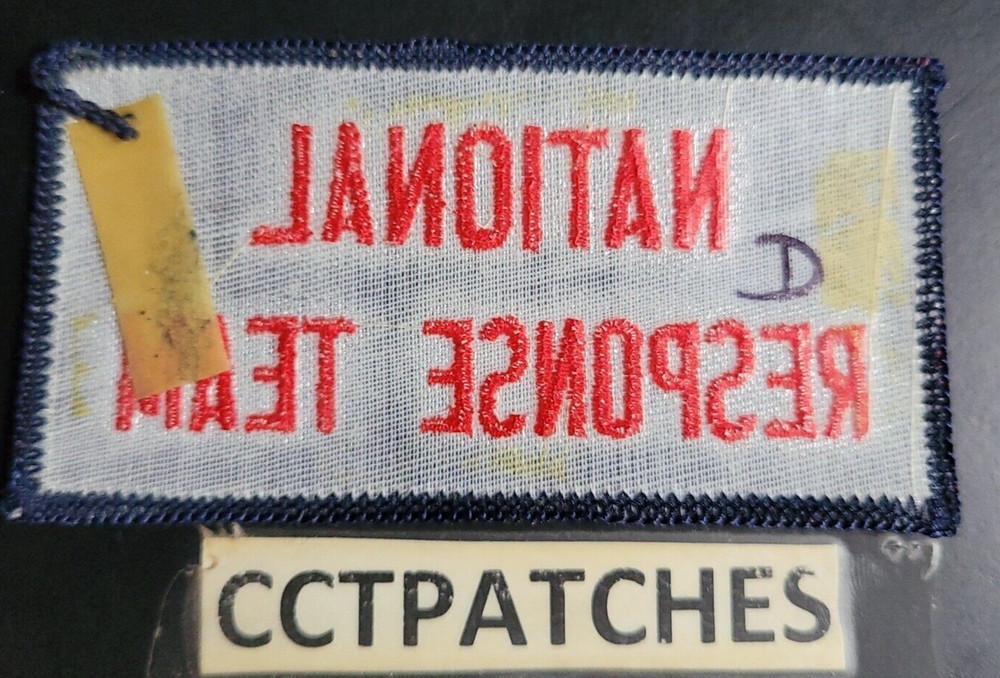 NATIONAL
D
RESPONSE TEAM
CCTPATCHES